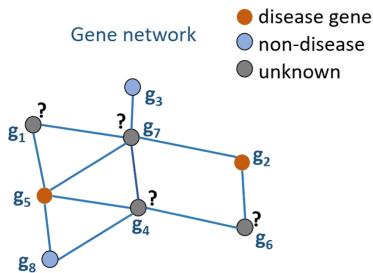 disease gene
Gene network
non-disease
unknown
g3
?
?
g1
g7
g2
g5
?
g4
?
g6
g8